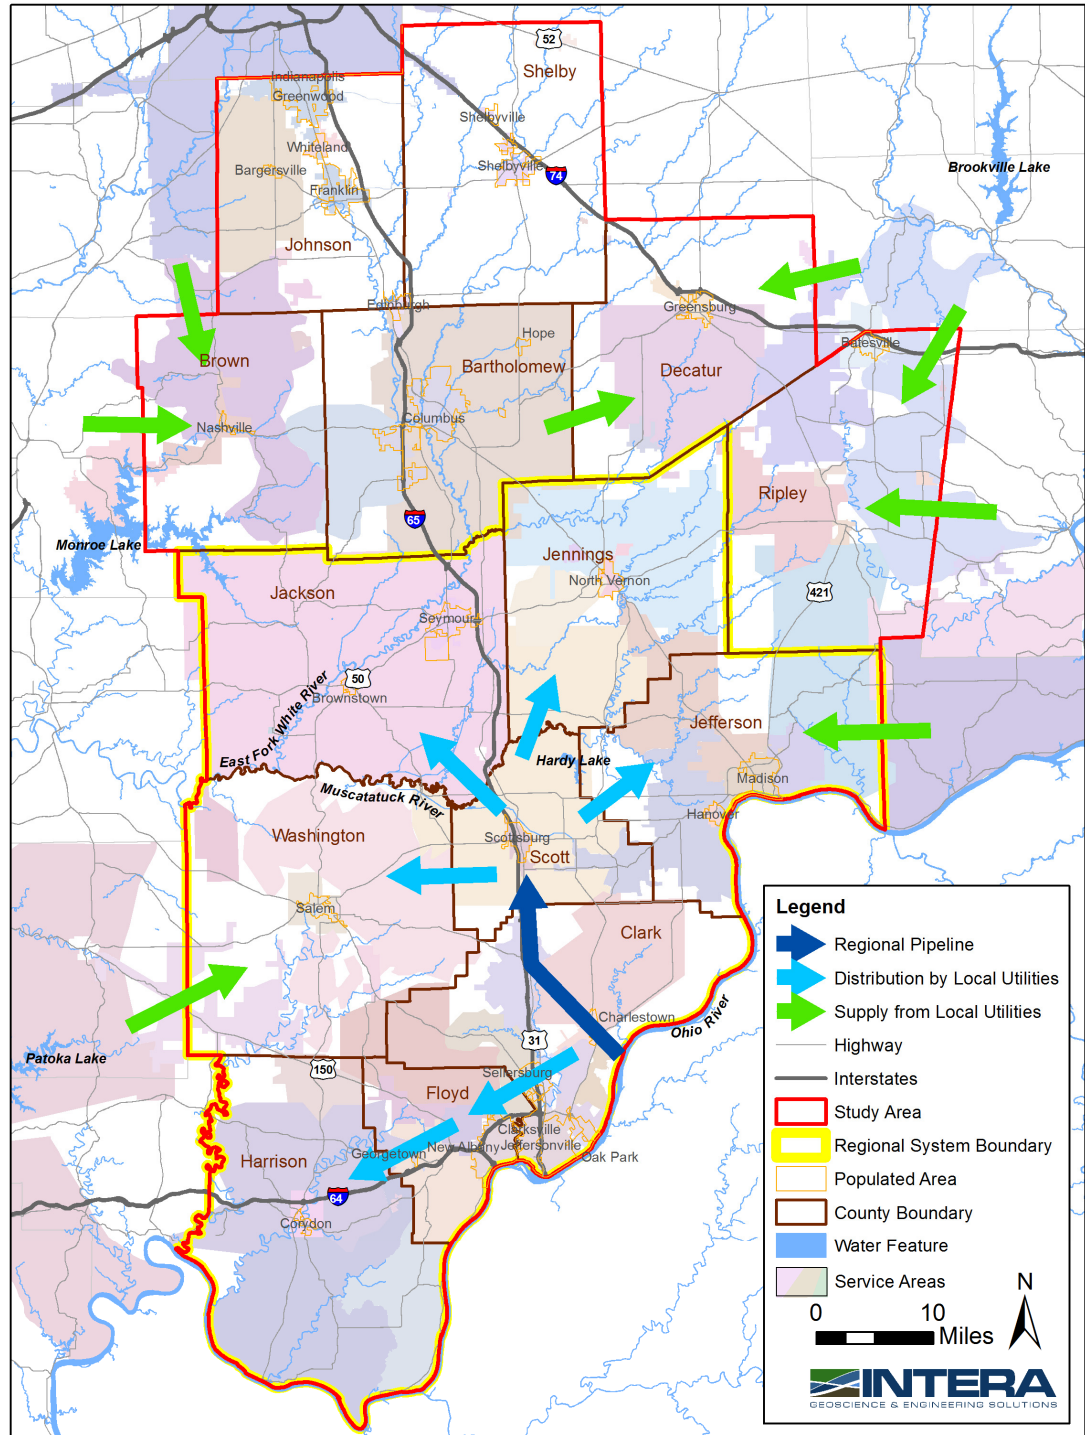 52
Shelby
Indianapolis
Greenwood
Shelbyville
Whiteland
Shelbyville
Bargersville
74
Brookville Lake
Franklin
Johnson
Edinburgh
Greensburg
Hope
Batesville
Brown
Bartholomew
Decatur
Columbus
Nashville
Ripley
65
Monroe Lake
Jennings
North Vernon
Jackson
421
Seymour
50
Brownstown
East Fork White River
Jefferson
Hardy Lake
Madison
Muscatatuck River
Hanover
Washington
Scottsburg
Scott
Salem
Clark
Charlestown
Ohio River
31
Patoka Lake
150
Sellersburg
Floyd
Clarksville
New Albany
Jeffersonville
Georgetown
Oak Park
Harrison
64
Corydon
Legend
Regional Pipeline
Distribution by Local Utilities
Supply from Local Utilities
Highway
Interstates
Study Area
Regional System Boundary
Populated Area
County Boundary
Water Feature
Service Areas
N
0 10
Miles
INTERA
GEOSCIENCE & ENGINEERING SOLUTIONS